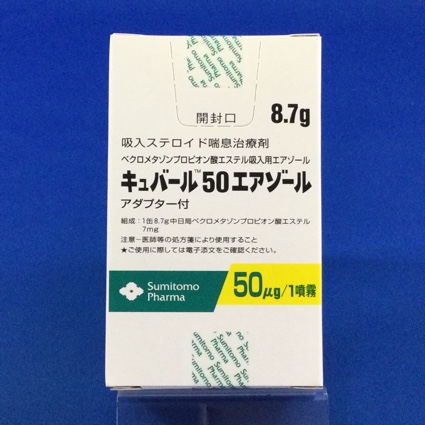 開封口
8.7g
吸入ステロイド喘息治療剤
ベクロメタゾンプロピオン酸エステル吸入用エアゾール
キュバール™50エアゾール
アダプター付
組成：1缶8.7g中日局ベクロメタゾンプロピオン酸エステル
7mg
注意−医師等の処方箋により使用すること
★ご使用に際しては電子添文をご確認ください。
Sumitomo
Pharma
50μg/1噴霧
Sumitomo
Pharma